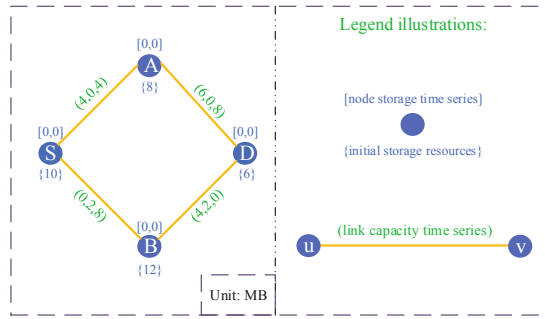 [0,0]
A
{8}
(4,0,4)
(6,0,8)
[0,0]
S
{10}
[0,0]
D
{6}
(0,2,8)
(4,2,0)
[0,0]
B
{12}
Unit: MB
Legend illustrations:
[node storage time series]
{initial storage resources}
(link capacity time series)
u
v